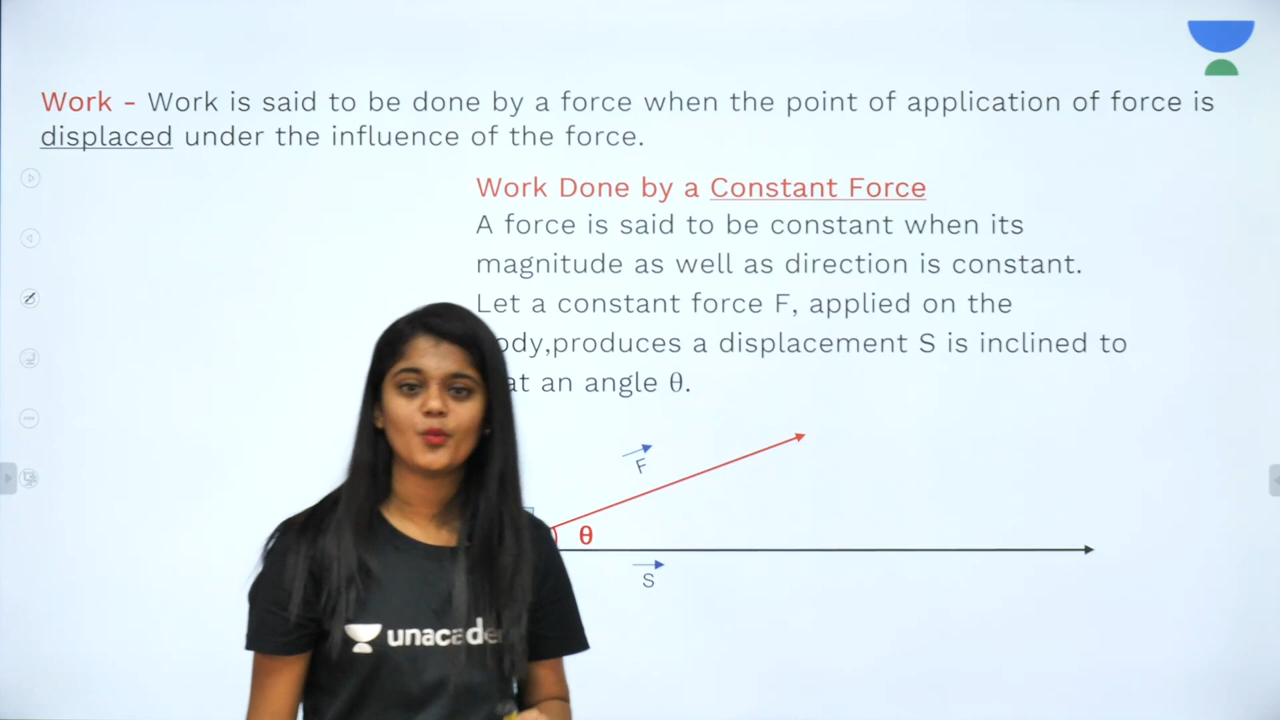 Work - Work is said to be done by a force when the point of application of force is
displaced under the influence of the force.
Work Done by a Constant Force
A force is said to be constant when its
magnitude as well as direction is constant.
Let a constant force F, applied on the
ody,produces a displacement S is inclined to
at an angle θ.
F
θ
S
unacade